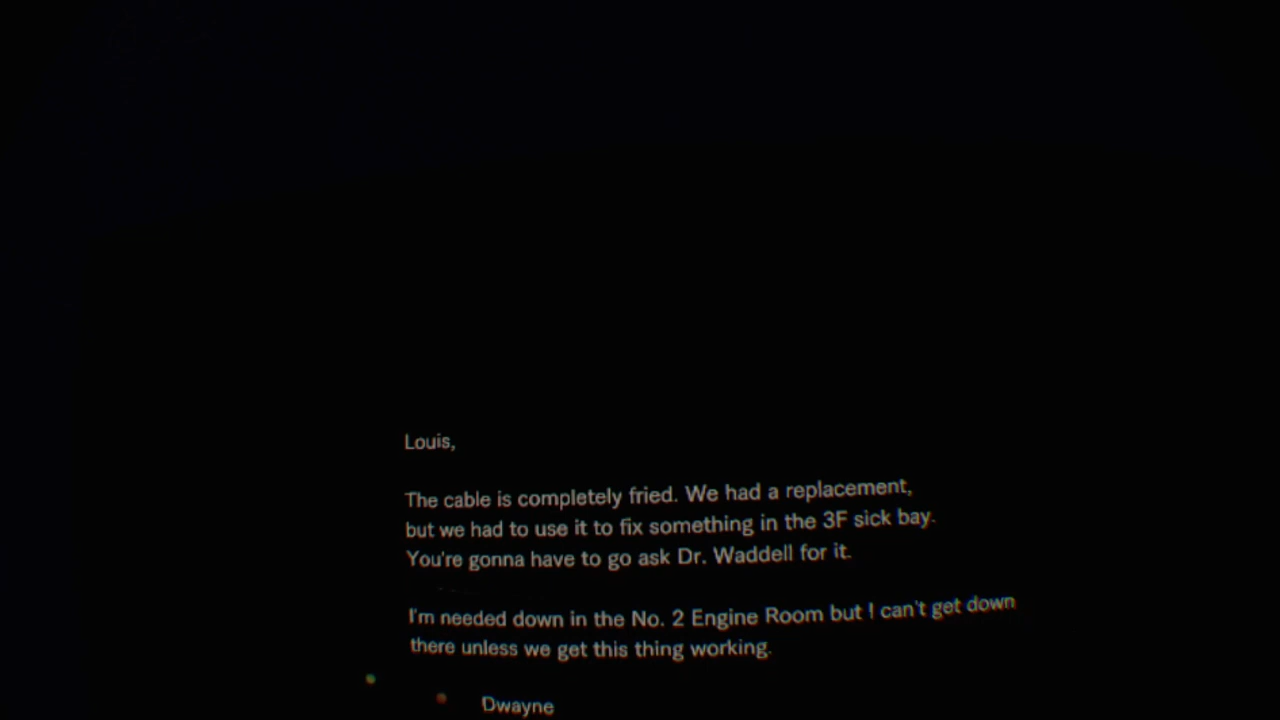 Louis,
The cable is completely fried. We had a replacement,
but we had to use it to fix something in the 3F sick bay.
You're gonna have to go ask Dr. Waddell for it.
I'm needed down in the No. 2 Engine Room but I can't get down
there unless we get this thing working.
Dwayne